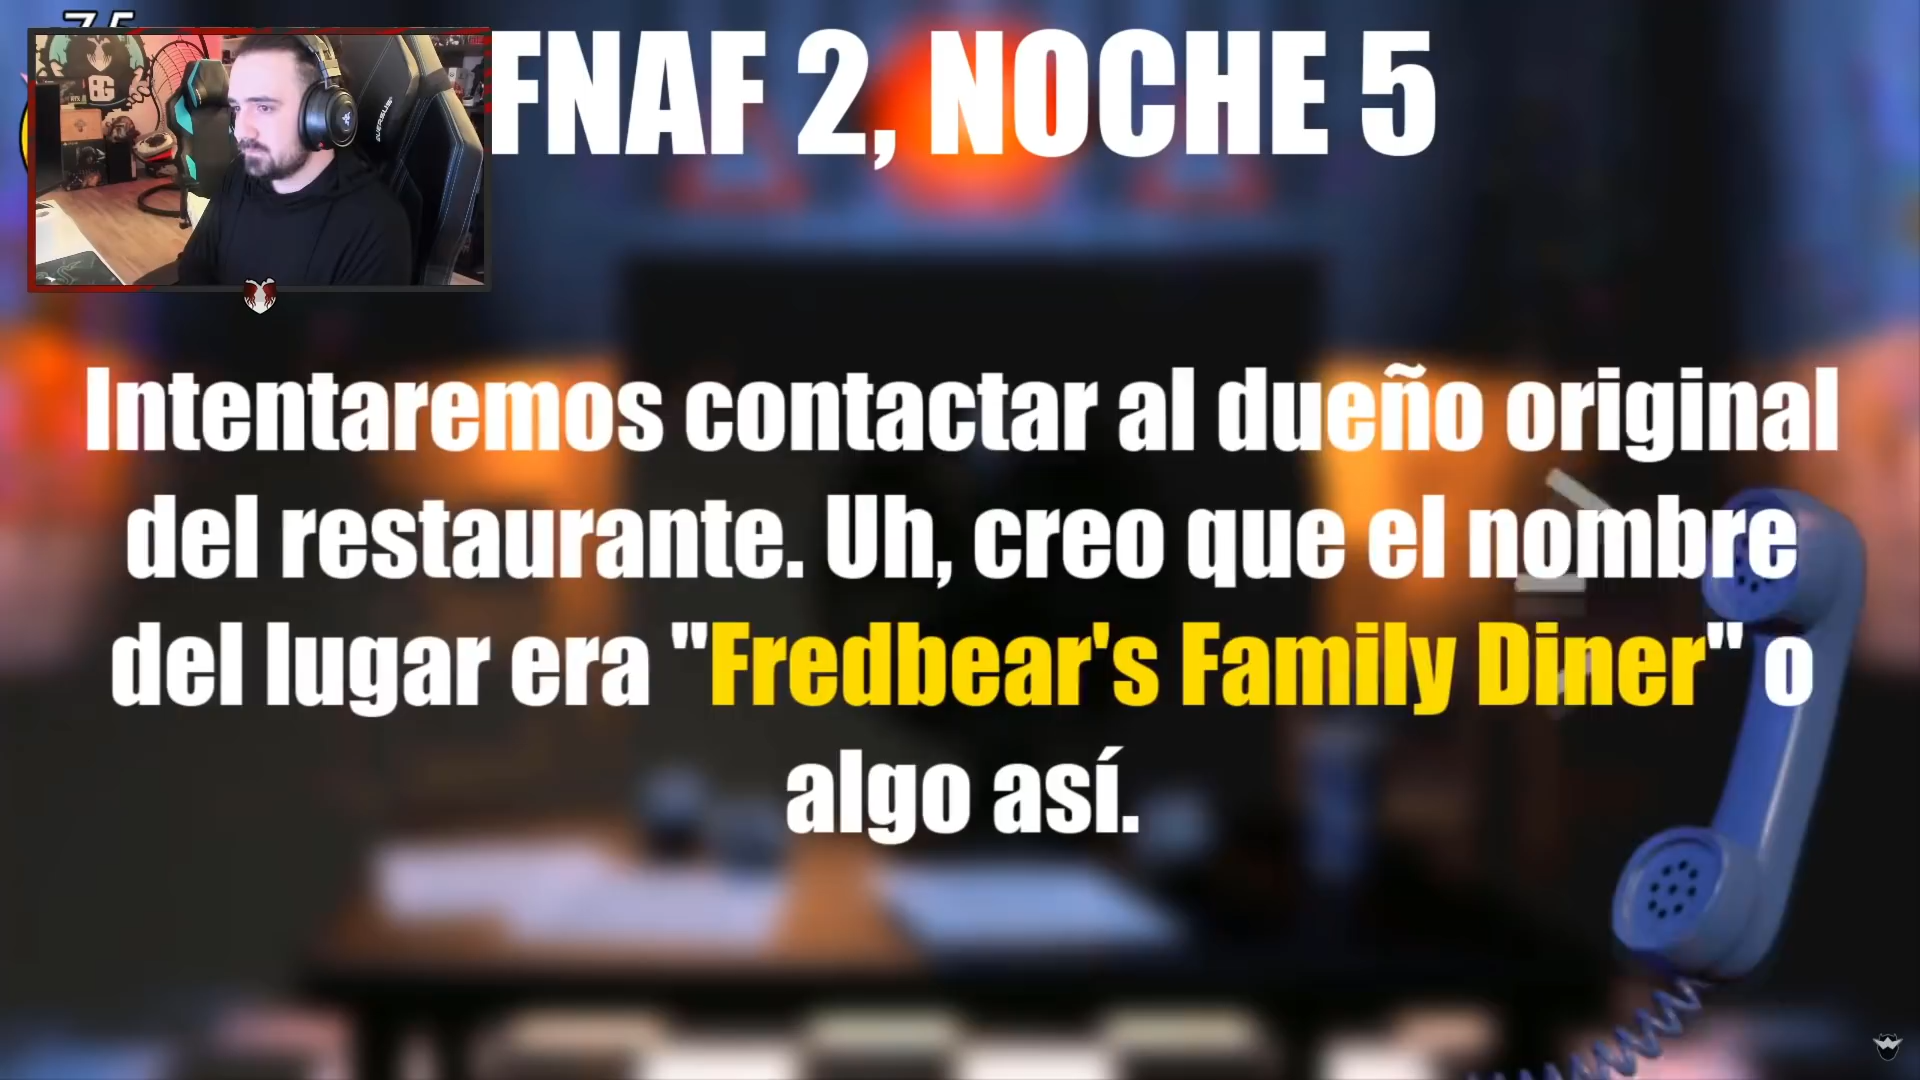 FNAF 2, NOCHE 5
Intentaremos contactar al dueño original
del restaurante. Uh, creo que el nombre
del lugar era "Fredbear's Family Diner" o
algo así.